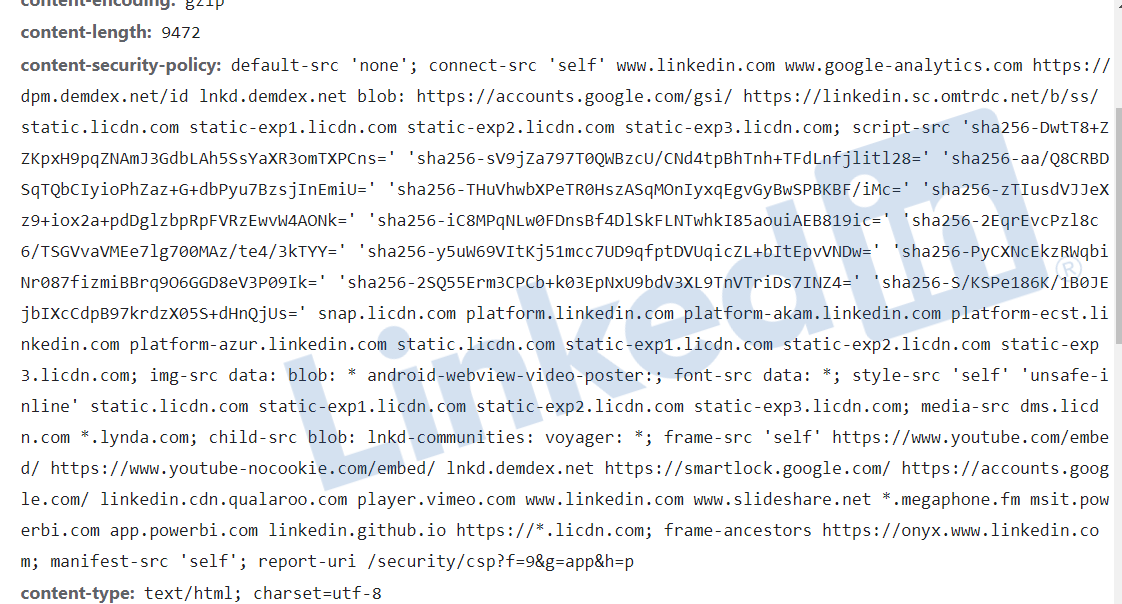 content-encoding: gzip
content-length: 9472
content-security-policy: default-src 'none'; connect-src 'self' www.linkedin.com www.google-analytics.com https://
dpm.demdex.net/id lnkd.demdex.net blob: https://accounts.google.com/gsi/ https://linkedin.sc.omtrdc.net/b/ss/
static.licdn.com static-exp1.licdn.com static-exp2.licdn.com static-exp3.licdn.com; script-src 'sha256-DwtT8+Z
ZKpxH9pqZNAmJ3GdbLAh5SsYaXR3omTXPCns=' 'sha256-sV9jZa797T0QWBzcU/CNd4tpBhTnh+TFdLnfjlitl28=' 'sha256-aa/Q8CRBD
SqTQbCIyioPhZaz+G+dbPyu7BzsjInEmiU=' 'sha256-THuVhwbXPeTR0HszASqMOnIyxqEgvGyBwSPBKBF/iMc=' 'sha256-zTIusdVJJeX
z9+iox2a+pdDglzbpRpFVRzEwvW4AONk=' 'sha256-iC8MPqNLw0FDnsBf4DlSkFLNTwhkI85aouiAEB819ic=' 'sha256-2EqrEvcPzl8c
6/TSGVvaVMEe7lg700MAz/te4/3kTYY=' 'sha256-y5uW69VItKj51mcc7UD9qfptDVUqicZL+bItEpvVNDw=' 'sha256-PyCXNcEkzRWqbi
Nr087fizmiBBrq9O6GGD8eV3P09Ik=' 'sha256-2SQ55Erm3CPCb+k03EpNxU9bdV3XL9TnVTriDs7INZ4=' 'sha256-S/KSPe186K/1B0JE
jbIXcCdpB97krdzX05S+dHnQjUs=' snap.licdn.com platform.linkedin.com platform-akam.linkedin.com platform-ecst.li
nkedin.com platform-azur.linkedin.com static.licdn.com static-exp1.licdn.com static-exp2.licdn.com static-exp
3.licdn.com; img-src data: blob: * android-webview-video-poster:; font-src data: *; style-src 'self' 'unsafe-i
nline' static.licdn.com static-exp1.licdn.com static-exp2.licdn.com static-exp3.licdn.com; media-src dms.licd
n.com *.lynda.com; child-src blob: lnkd-communities: voyager: *; frame-src 'self' https://www.youtube.com/embe
d/ https://www.youtube-nocookie.com/embed/ lnkd.demdex.net https://smartlock.google.com/ https://accounts.goog
le.com/ linkedin.cdn.qualaroo.com player.vimeo.com www.linkedin.com www.slideshare.net *.megaphone.fm msit.pow
erbi.com app.powerbi.com linkedin.github.io https://*.licdn.com; frame-ancestors https://onyx.www.linkedin.co
m; manifest-src 'self'; report-uri /security/csp?f=9&g=app&h=p
content-type: text/html; charset=utf-8
Linkedin®